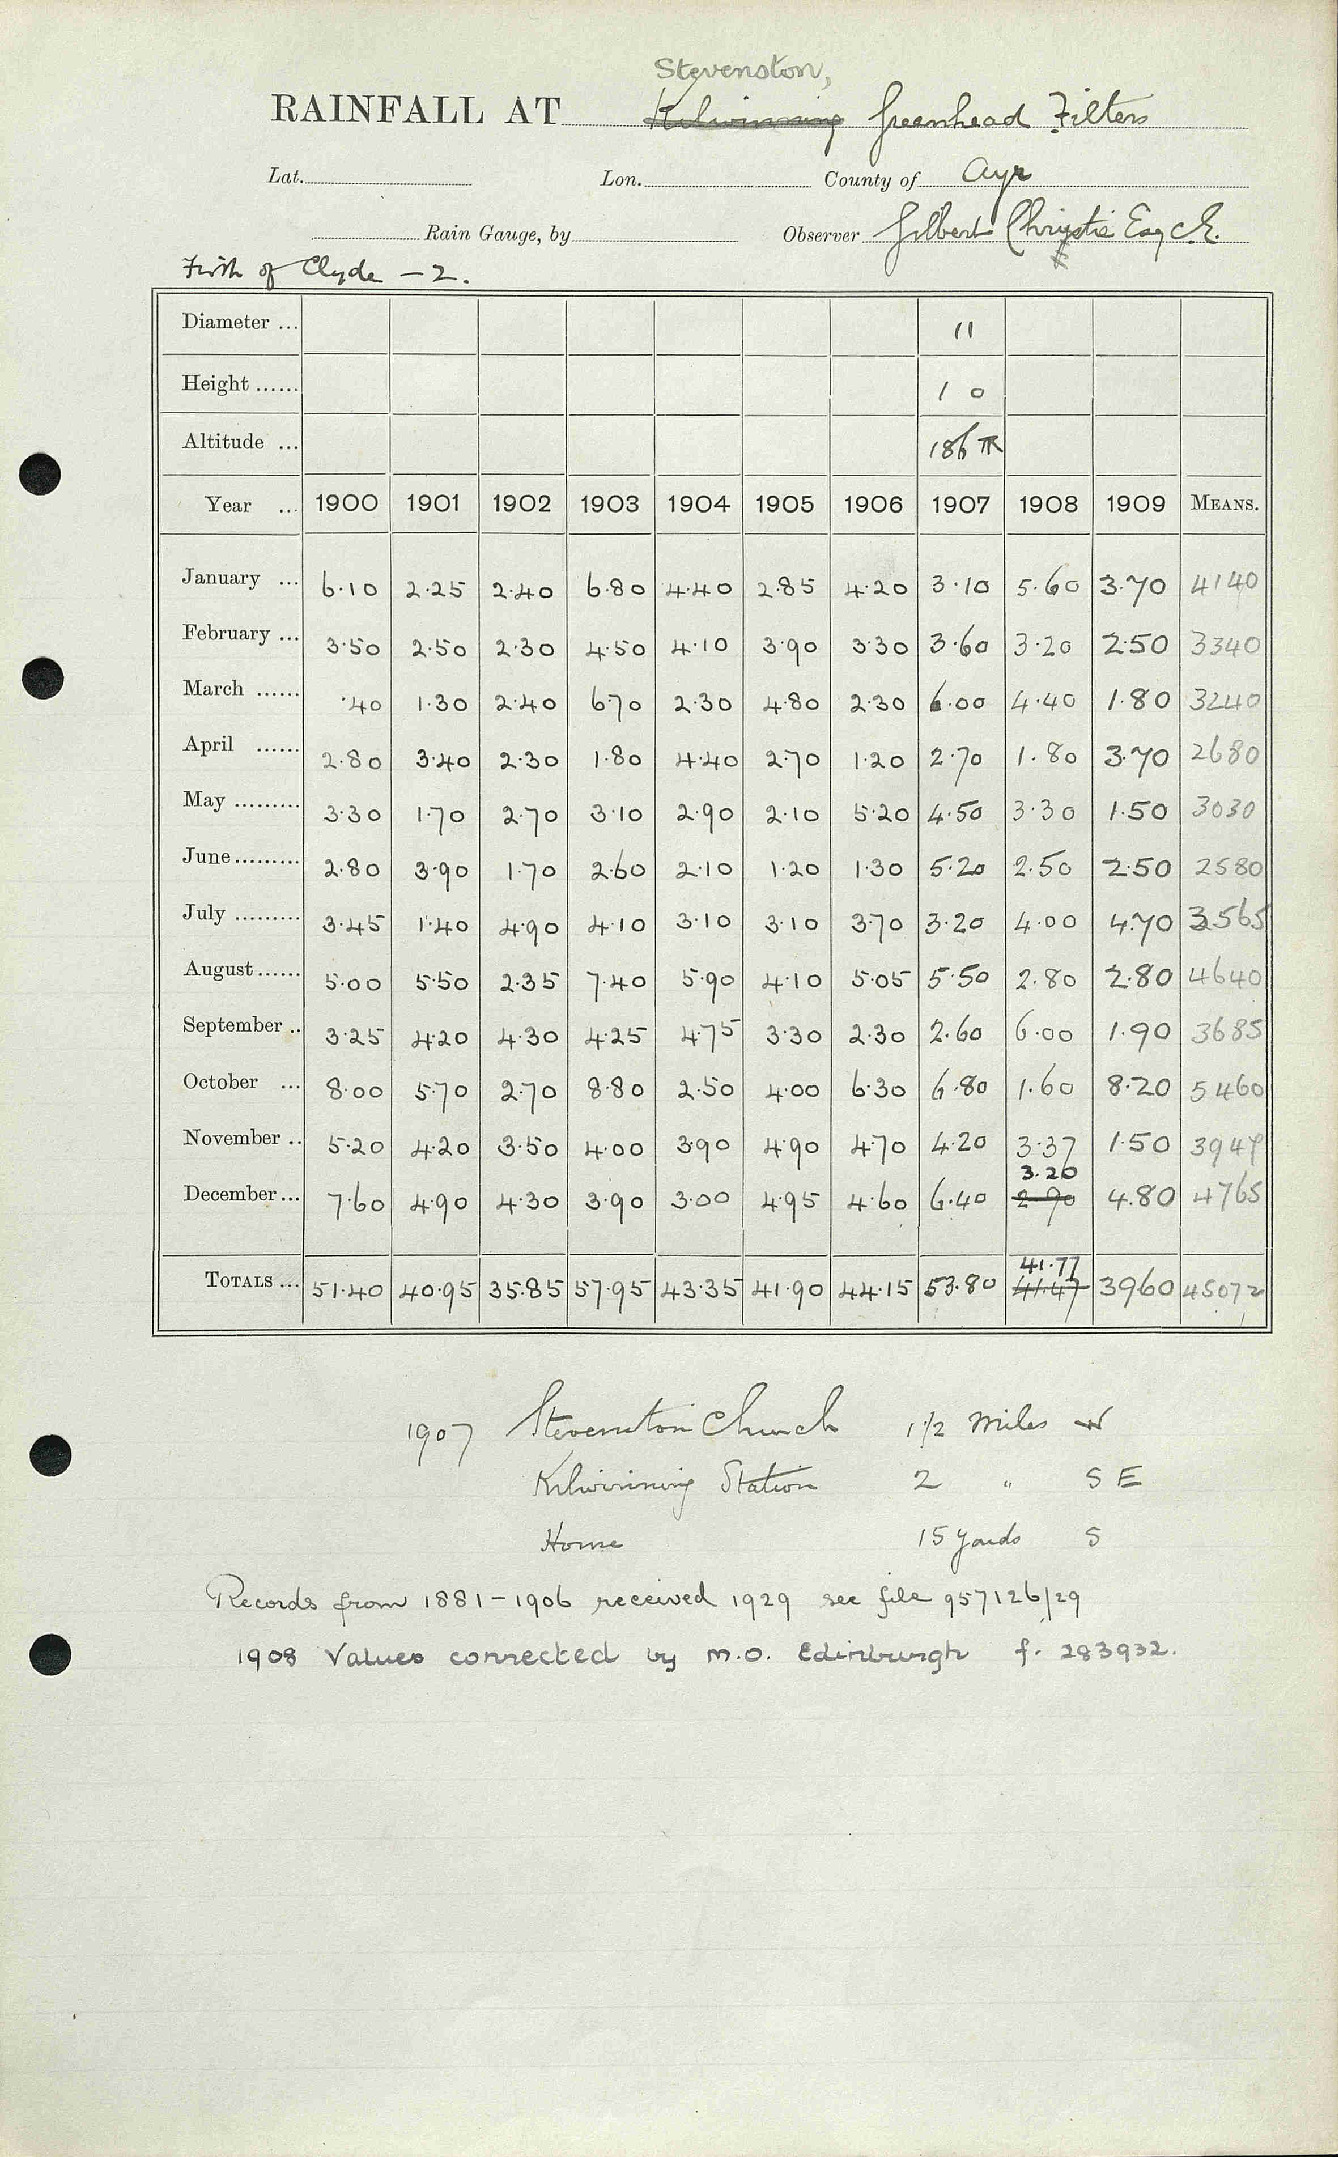 Stevenston,
RAINFALL AT Kilwinning Greenhead Filters
Lat. Lon. County of Ayr
Rain Gauge, by Observer Gilbert Christie Esq C.E.
Firth of Clyde - 2.
Diameter ... 11
Height ...... 1 0
Altitude ... 186
Year ... 1900 1901 1902 1903 1904 1905 1906 1907 1908 1909 MEANS.
January ... 6.10 2.25 2.40 6.80 4.40 2.85 4.20 3.10 5.60 3.70 4140
February ... 3.50 2.50 2.30 4.50 4.10 3.90 3.30 3.60 3.20 2.50 3340
March ...... .40 1.30 2.40 6.70 2.30 4.80 2.30 6.00 4.40 1.80 3240
April ...... 2.80 3.40 2.30 1.80 4.40 2.70 1.20 2.70 1.80 3.70 2680
May ......... 3.30 1.70 2.70 3.10 2.90 2.10 5.20 4.50 3.30 1.50 3030
June ......... 2.80 3.90 1.70 2.60 2.10 1.20 1.30 5.20 2.50 2.50 2580
July ......... 3.45 1.40 4.90 4.10 3.10 3.10 3.70 3.20 4.00 4.70 3565
August ...... 5.00 5.50 2.35 7.40 5.90 4.10 5.05 5.50 2.80 2.80 4640
September .. 3.25 4.20 4.30 4.25 4.75 3.30 2.30 2.60 6.00 1.90 3685
October ... 8.00 5.70 2.70 8.80 2.50 4.00 6.30 6.80 1.60 8.20 5460
November .. 5.20 4.20 3.50 4.00 3.90 4.90 4.70 4.20 3.37 1.50 3947
3.20
December ... 7.60 4.90 4.30 3.90 3.00 4.95 4.60 6.40 2.90 4.80 4765
41.77
TOTALS ... 51.40 40.95 35.85 57.95 43.35 41.90 44.15 53.80 41.47 39.60 45072
1907 Stevenston Church 1 1/2 Miles W
Kilwinning Station 2 " S E
Home 15 yards S
Records from 1881-1906 received 1929 see file 957126/29
1908 Values corrected by M.O. Edinburgh f. 283932.